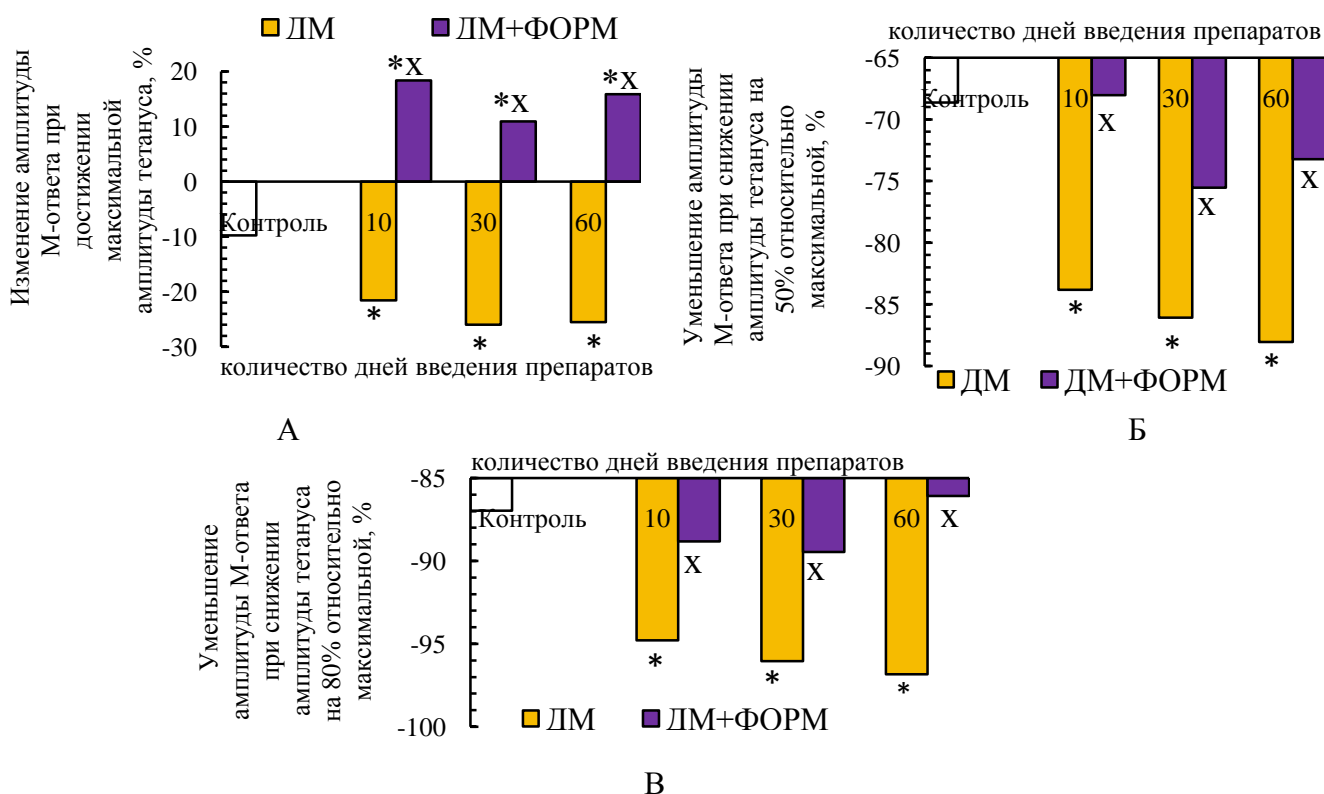 ДМ ДМ+ФОРМ
Изменение амплитуды
М-ответа при
достижении
максимальной
амплитуды тетануса, %
20
10
0
-10
-20
-30
*X
*X
*X
Контроль
10
30
60
*
*
*
количество дней введения препаратов
А
количество дней введения препаратов
Уменьшение амплитуды
М-ответа при снижении
амплитуды тетануса на
50% относительно
максимальной, %
-65
-70
-75
-80
-85
-90
Контроль
10
30
60
X
X
X
*
*
*
ДМ ДМ+ФОРМ
Б
количество дней введения препаратов
Уменьшение
амплитуды М-ответа
при снижении
амплитуды тетануса
на 80% относительно
максимальной, %
-85
-90
-95
-100
Контроль
10
30
60
X
X
X
*
*
*
ДМ ДМ+ФОРМ
В